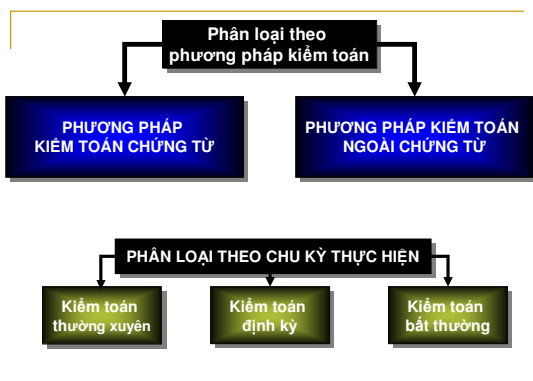 Phân loại theo
phương pháp kiểm toán
PHƯƠNG PHÁP
KIỂM TOÁN CHỨNG TỪ
PHƯƠNG PHÁP KIỂM TOÁN
NGOÀI CHỨNG TỪ
PHÂN LOẠI THEO CHU KỲ THỰC HIỆN
Kiểm toán
thường xuyên
Kiểm toán
định kỳ
Kiểm toán
bất thường